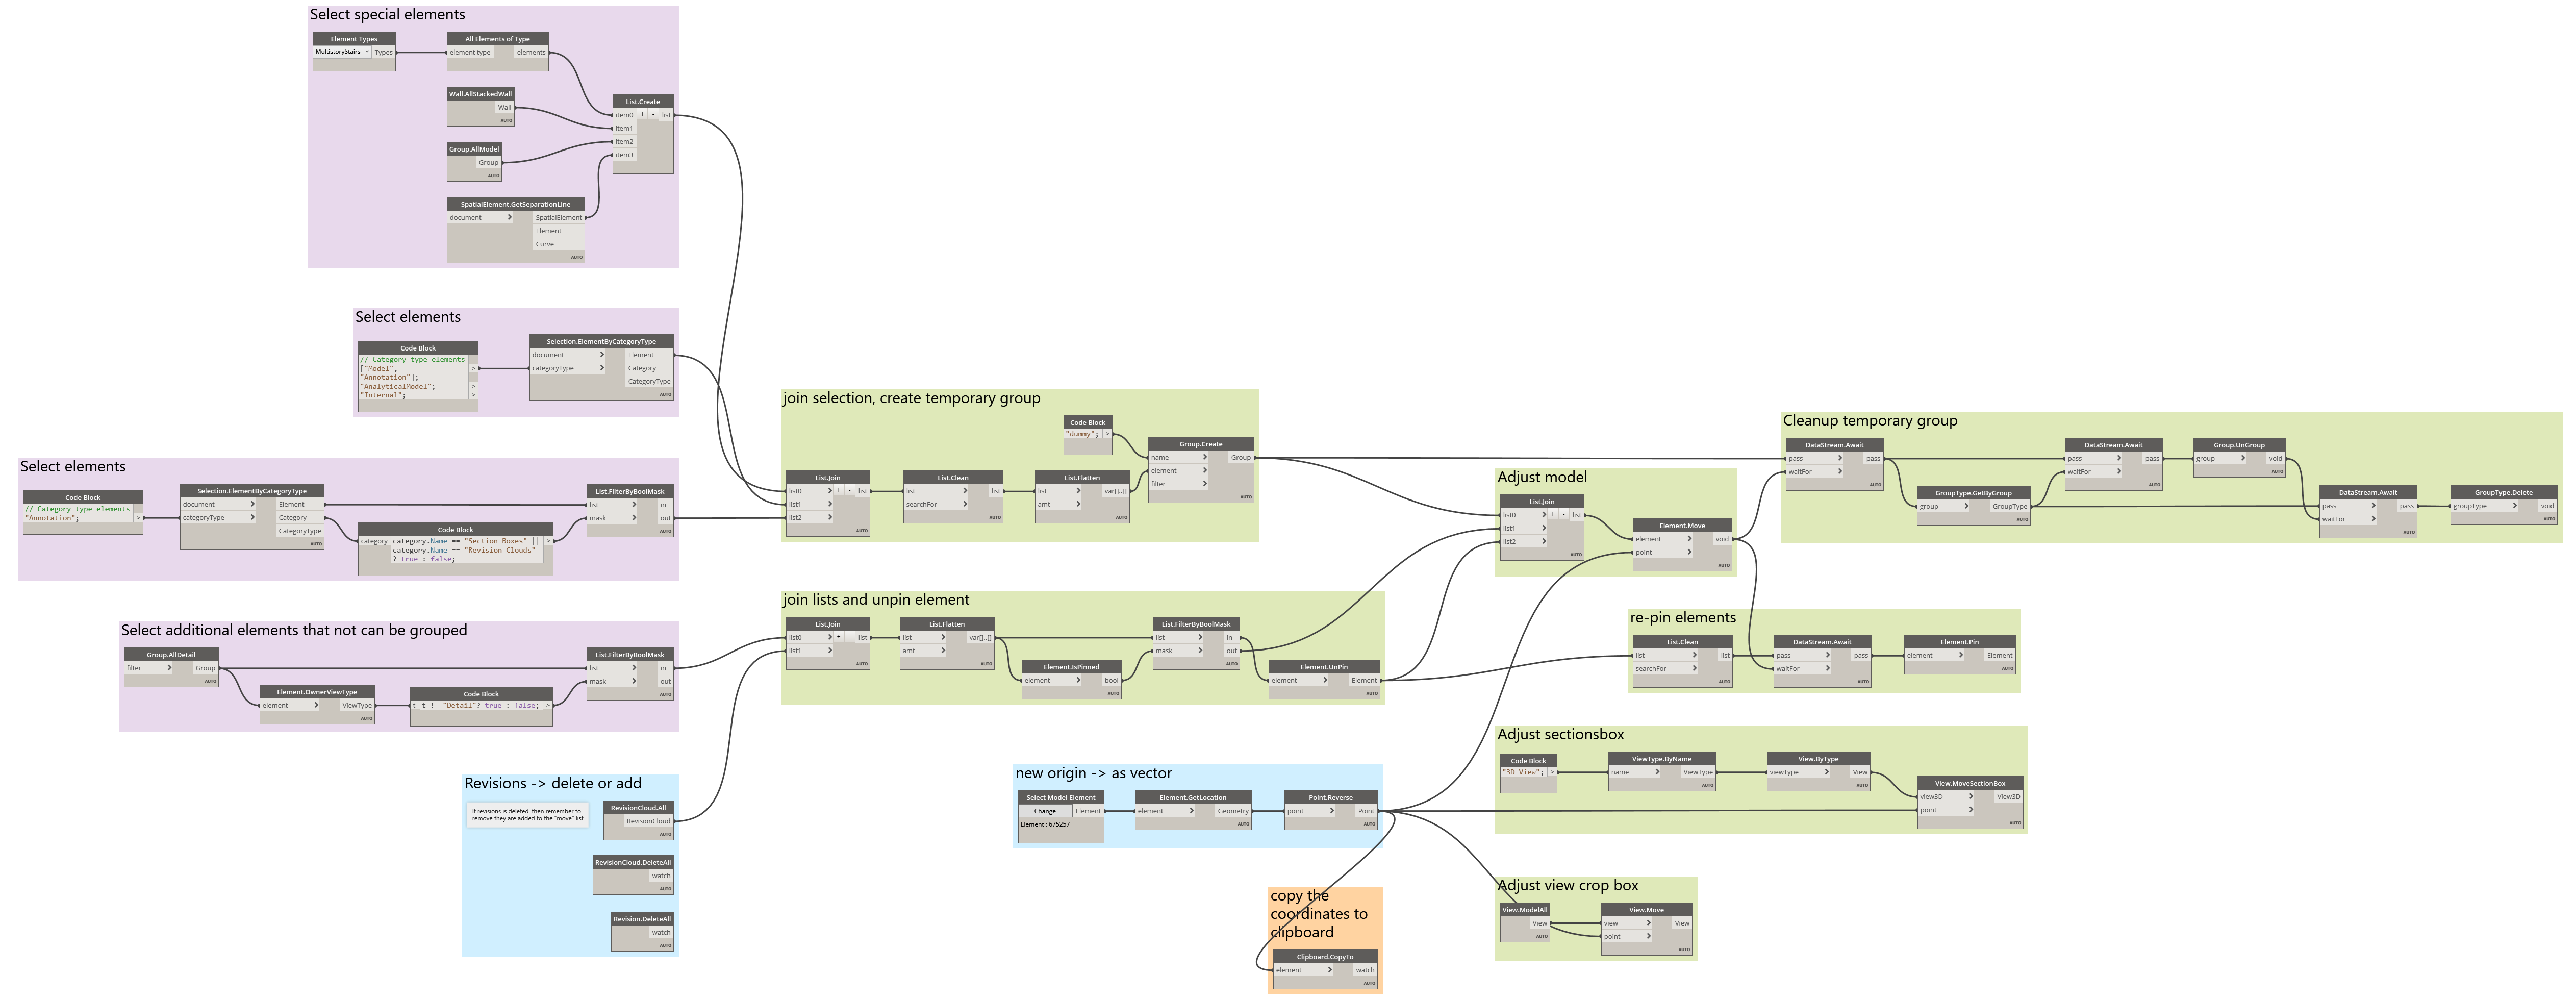 Select special elements
Element Types
MultistoryStairs
Types
All Elements of Type
element type
elements
Wall.AllStackedWall
Wall
AUTO
Group.AllModel
Group
AUTO
SpatialElement.GetSeparationLine
document >
SpatialElement
Element
Curve
AUTO
List.Create
item0 + - list
item1
item2
item3
Select elements
Code Block
// Category type elements
["Model", >
"Annotation"];
"AnalyticalModel"; >
"Internal"; >
Selection.ElementByCategoryType
document > Element
categoryType > Category
CategoryType
AUTO
Select elements
Code Block
// Category type elements
"Annotation"; >
Selection.ElementByCategoryType
document > Element
categoryType > Category
CategoryType
AUTO
Code Block
category category.Name == "Section Boxes" || >
category.Name == "Revision Clouds"
? true : false;
List.FilterByBoolMask
list > in
mask > out
AUTO
Select additional elements that not can be grouped
Group.AllDetail
filter > Group
AUTO
Element.OwnerViewType
element > ViewType
AUTO
Code Block
t t != "Detail"? true : false; >
List.FilterByBoolMask
list > in
mask > out
AUTO
Revisions -> delete or add
If revisions is deleted, then remember to
remove they are added to the "move" list
RevisionCloud.All
RevisionCloud
AUTO
RevisionCloud.DeleteAll
watch
AUTO
Revision.DeleteAll
watch
AUTO
join selection, create temporary group
Code Block
"dummy"; >
List.Join
list0 > + - list
list1 >
list2 >
AUTO
List.Clean
list > list
searchFor >
AUTO
List.Flatten
list > var[]..[]
amt >
AUTO
Group.Create
name > Group
element >
filter >
AUTO
join lists and unpin element
List.Join
list0 > + - list
list1 >
AUTO
List.Flatten
list > var[]..[]
amt >
AUTO
Element.IsPinned
element > bool
AUTO
List.FilterByBoolMask
list > in
mask > out
AUTO
Element.UnPin
element > Element
AUTO
new origin -> as vector
Select Model Element
Change Element
Element : 675257
Element.GetLocation
element > Geometry
AUTO
Point.Reverse
point > Point
AUTO
copy the
coordinates to
clipboard
Clipboard.CopyTo
element > watch
AUTO
Adjust model
List.Join
list0 > + - list
list1 >
list2 >
AUTO
Element.Move
element > void
point >
AUTO
Cleanup temporary group
DataStream.Await
pass > pass
waitFor >
AUTO
GroupType.GetByGroup
group > GroupType
AUTO
DataStream.Await
pass > pass
waitFor >
AUTO
Group.UnGroup
group > void
AUTO
DataStream.Await
pass > pass
waitFor >
AUTO
GroupType.Delete
groupType > void
AUTO
re-pin elements
List.Clean
list > list
searchFor >
AUTO
DataStream.Await
pass > pass
waitFor >
AUTO
Element.Pin
element > Element
AUTO
Adjust sectionsbox
Code Block
"3D View"; >
ViewType.ByName
name > ViewType
AUTO
View.ByType
viewType > View
AUTO
View.MoveSectionBox
view3D > View3D
point >
AUTO
Adjust view crop box
View.ModelAll
View
AUTO
View.Move
view > View
point >
AUTO